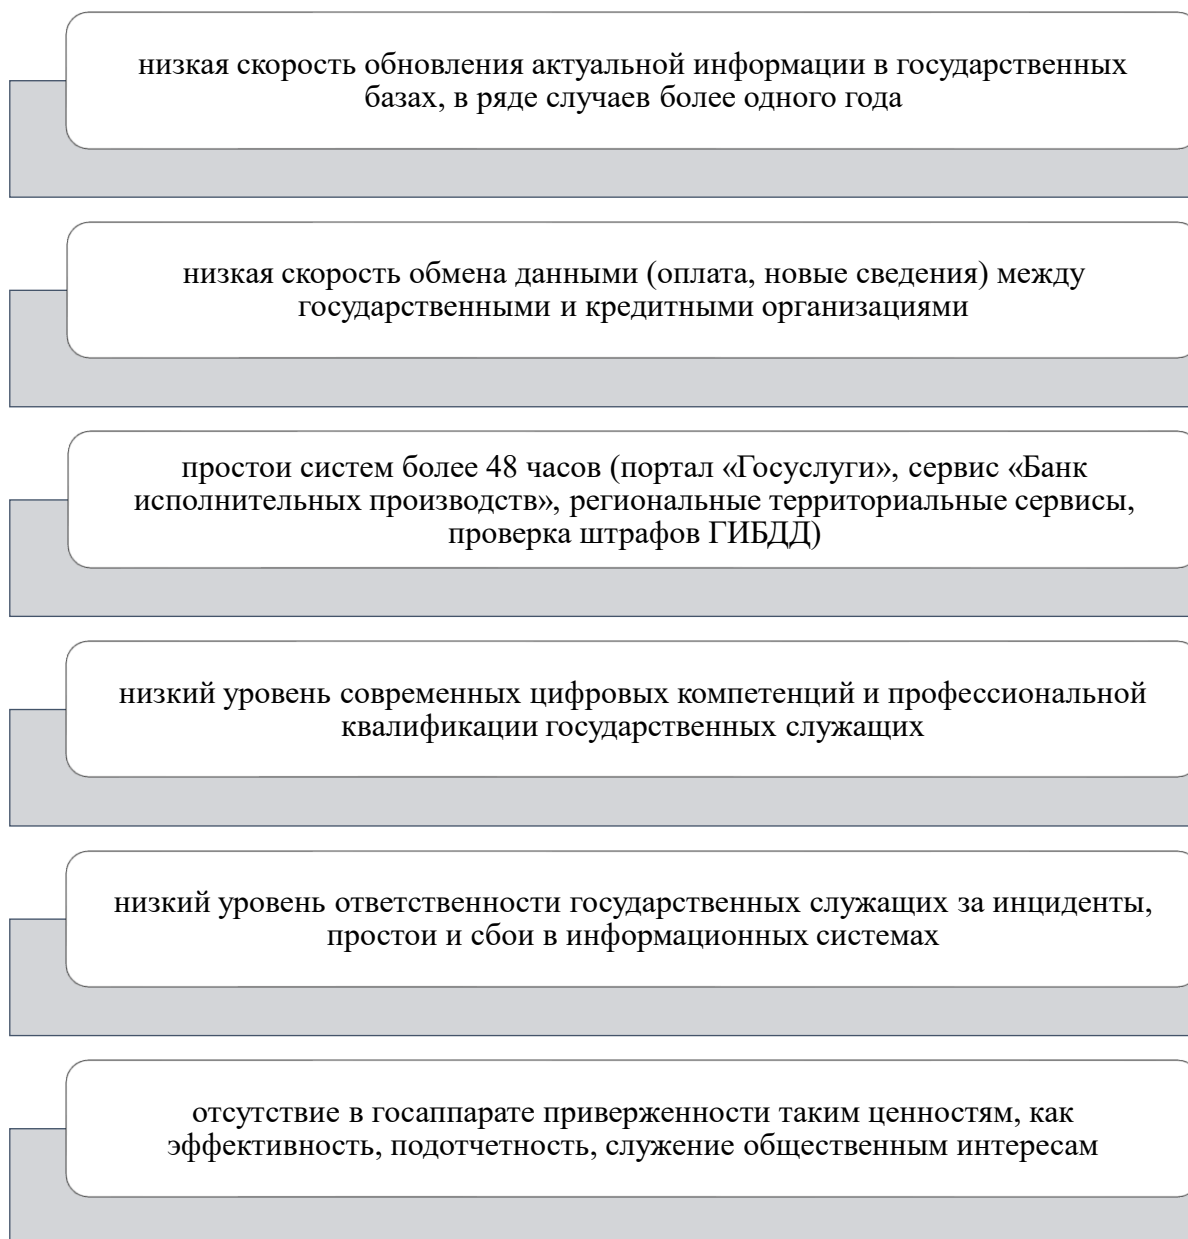 низкая скорость обновления актуальной информации в государственных
базах, в ряде случаев более одного года
низкая скорость обмена данными (оплата, новые сведения) между
государственными и кредитными организациями
простои систем более 48 часов (портал «Госуслуги», сервис «Банк
исполнительных производств», региональные территориальные сервисы,
проверка штрафов ГИБДД)
низкий уровень современных цифровых компетенций и профессиональной
квалификации государственных служащих
низкий уровень ответственности государственных служащих за инциденты,
простои и сбои в информационных системах
отсутствие в госаппарате приверженности таким ценностям, как
эффективность, подотчетность, служение общественным интересам